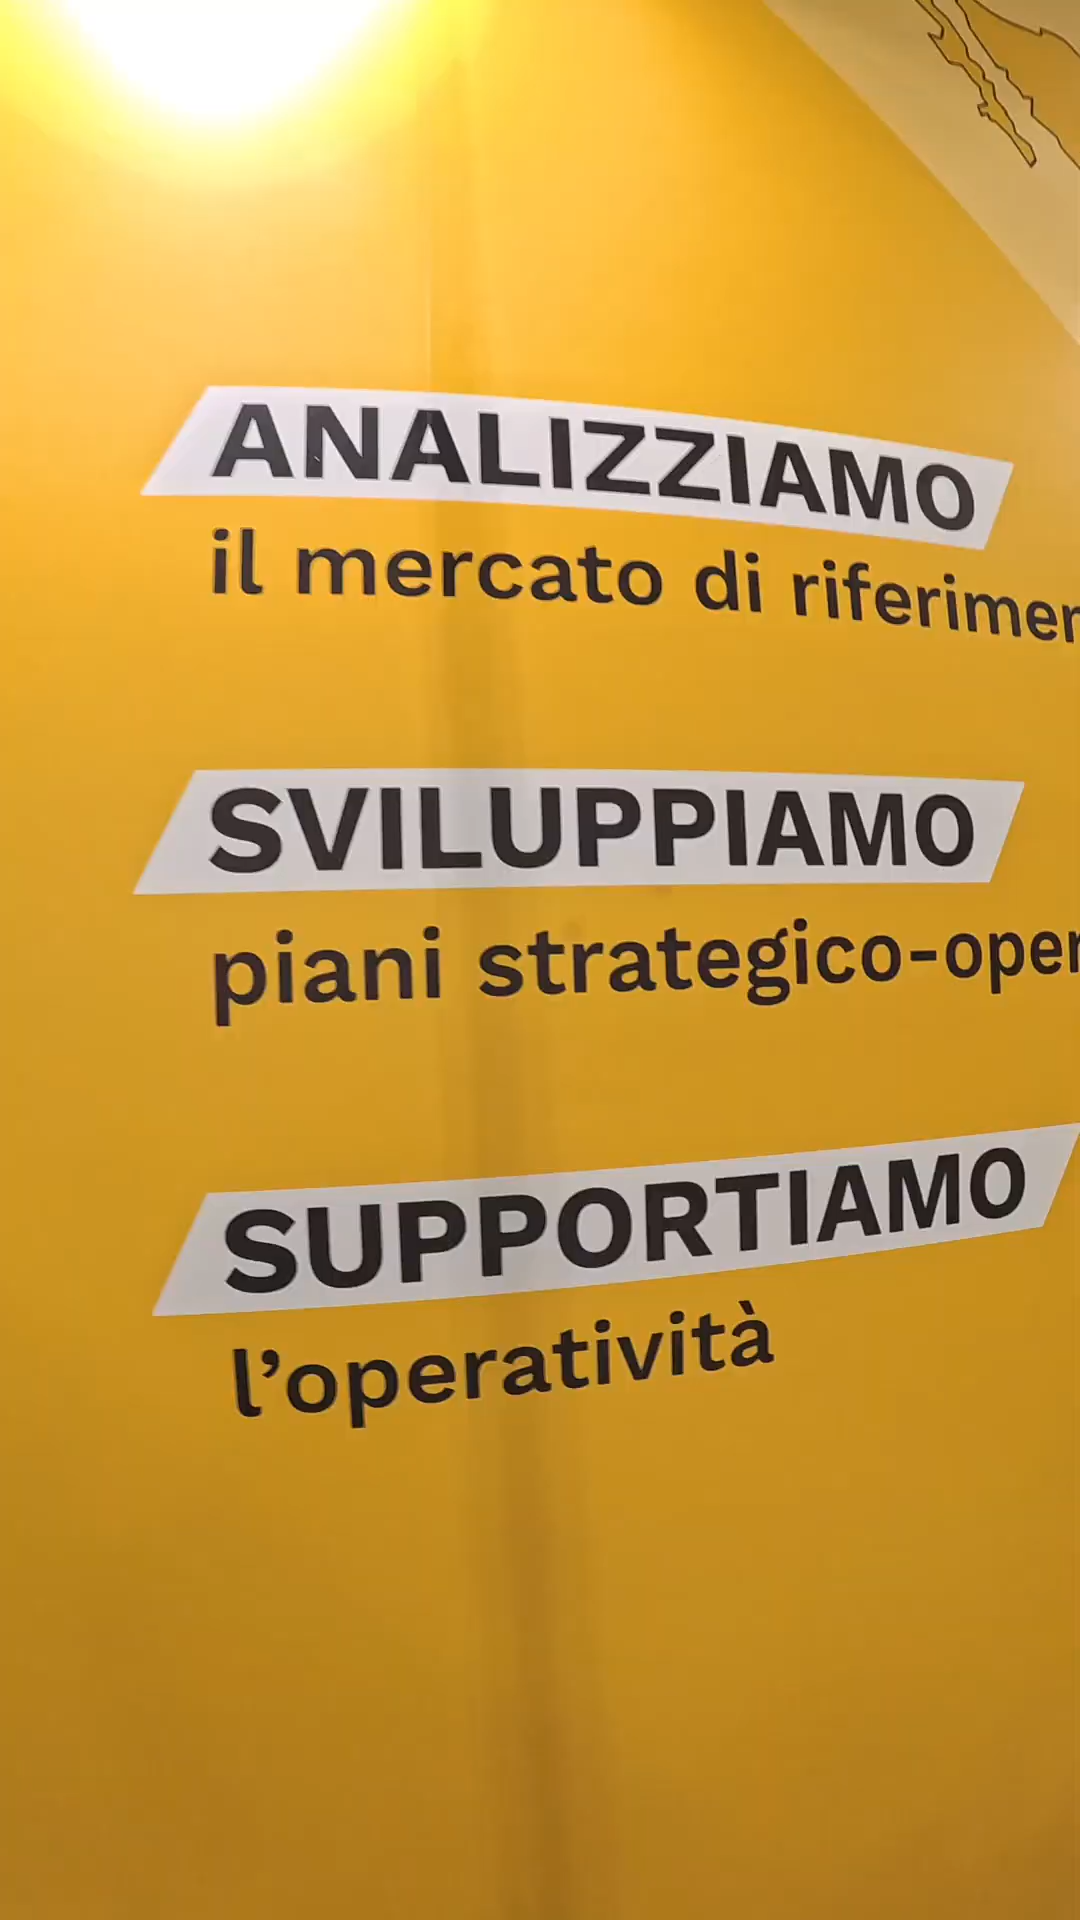 ANALIZZIAMO
il mercato di riferimen
SVILUPPIAMO
piani strategico-oper
SUPPORTIAMO
l’operatività